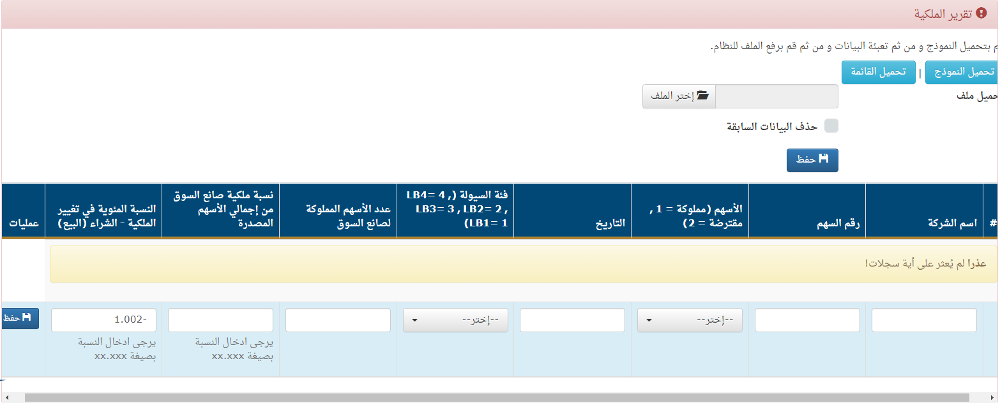 تقرير الملكية
م بتحميل النموذج و من ثم تعبئة البيانات و من ثم قم برفع الملف للنظام.
تحميل النموذج | تحميل القائمة
حميل ملف
إختر الملف
حذف البيانات السابقة
حفظ
#
اسم الشركة
رقم السهم
الأسهم (مملوكة = 1 ,
مقترضة = 2)
التاريخ
فئة السيولة (, LB4= 4
, LB3= 3 , LB2= 2
LB1= 1)
عدد الأسهم المملوكة
لصانع السوق
نسبة ملكية صانع السوق
من إجمالي الأسهم
المصدرة
النسبة المئوية في تغيير
الملكية - الشراء (البيع)
عمليات
عذرا لم يُعثر على أية سجلات!
--إختر--
--إختر--
يرجى ادخال النسبة
بصيغة xx.xxx
1.002-
يرجى ادخال النسبة
بصيغة xx.xxx
حفظ